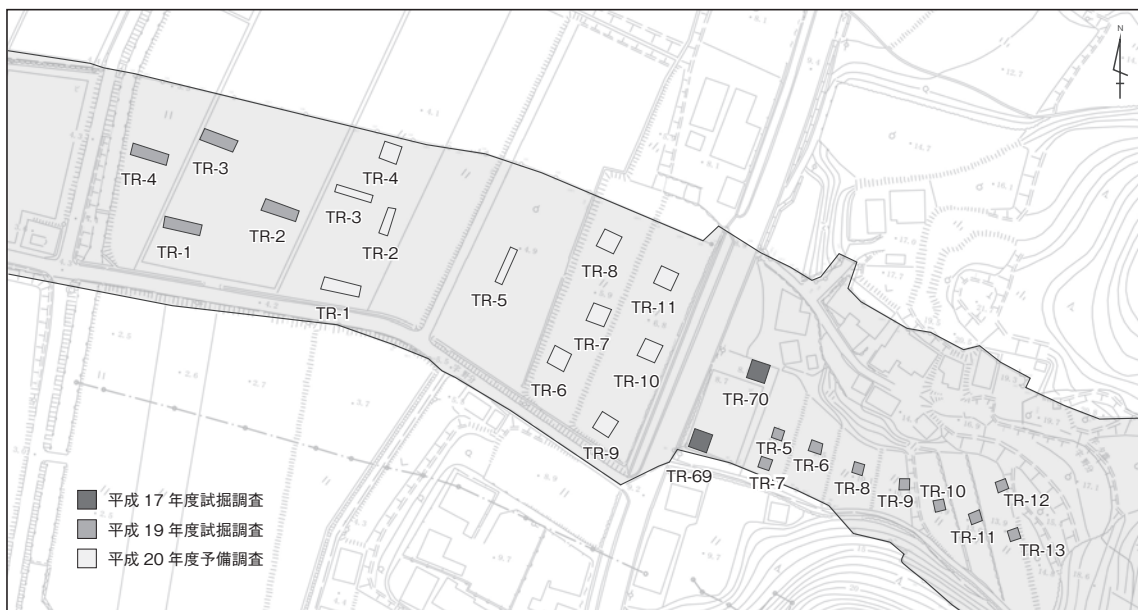 N
TR-4
TR-3
TR-4
TR-3
TR-1
TR-2
TR-2
TR-1
TR-5
TR-8
TR-11
TR-7
TR-6
TR-10
TR-9
TR-70
TR-69
TR-5
TR-6
TR-7
TR-8
TR-9
TR-10
TR-11
TR-12
TR-13
平成 17 年度試掘調査
平成 19 年度試掘調査
平成 20 年度予備調査